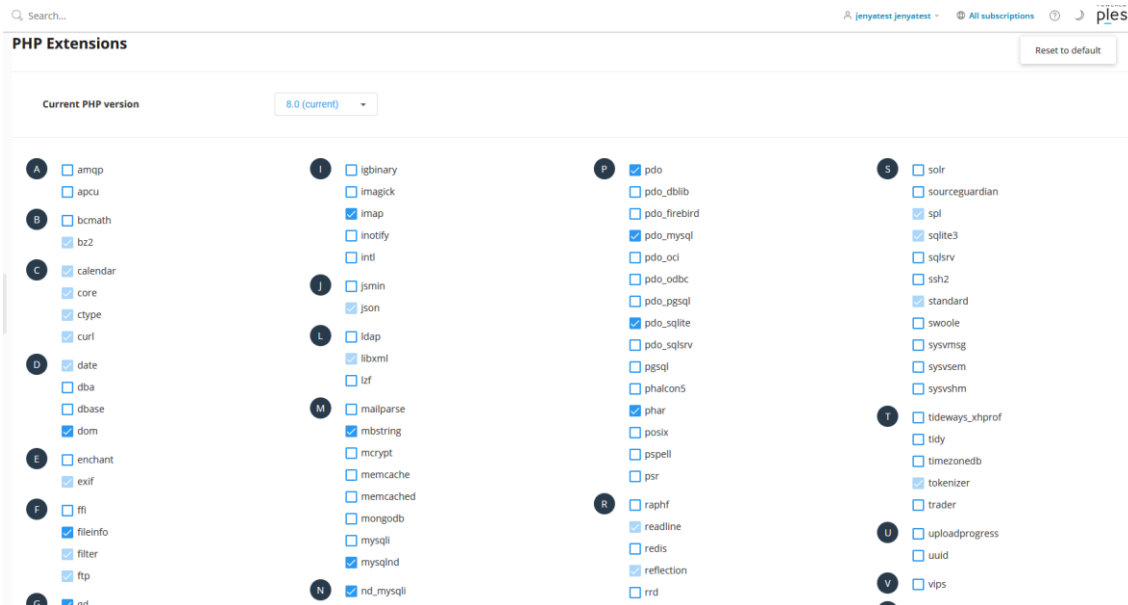 Search...
jenyatest jenyatest
All subscriptions
PHP Extensions
Reset to default
Current PHP version
8.0 (current)
A
amqp
apcu
B
bcmath
bz2
C
calendar
core
ctype
curl
D
date
dba
dbase
dom
E
enchant
exif
F
ffi
fileinfo
filter
ftp
G
gd
I
igbinary
imagick
imap
inotify
intl
J
jsmin
json
L
ldap
libxml
lzf
M
mailparse
mbstring
mcrypt
memcache
memcached
mongodb
mysqli
mysqlnd
N
nd_mysqli
P
pdo
pdo_dblib
pdo_firebird
pdo_mysql
pdo_oci
pdo_odbc
pdo_pgsql
pdo_sqlite
pdo_sqlsrv
pgsql
phalcon5
phar
posix
pspell
psr
R
raphf
readline
redis
reflection
rrd
S
solr
sourceguardian
spl
sqlite3
sqlsrv
ssh2
standard
swoole
sysvmsg
sysvsem
sysvshm
T
tideways_xhprof
tidy
timezonedb
tokenizer
trader
U
uploadprogress
uuid
V
vips